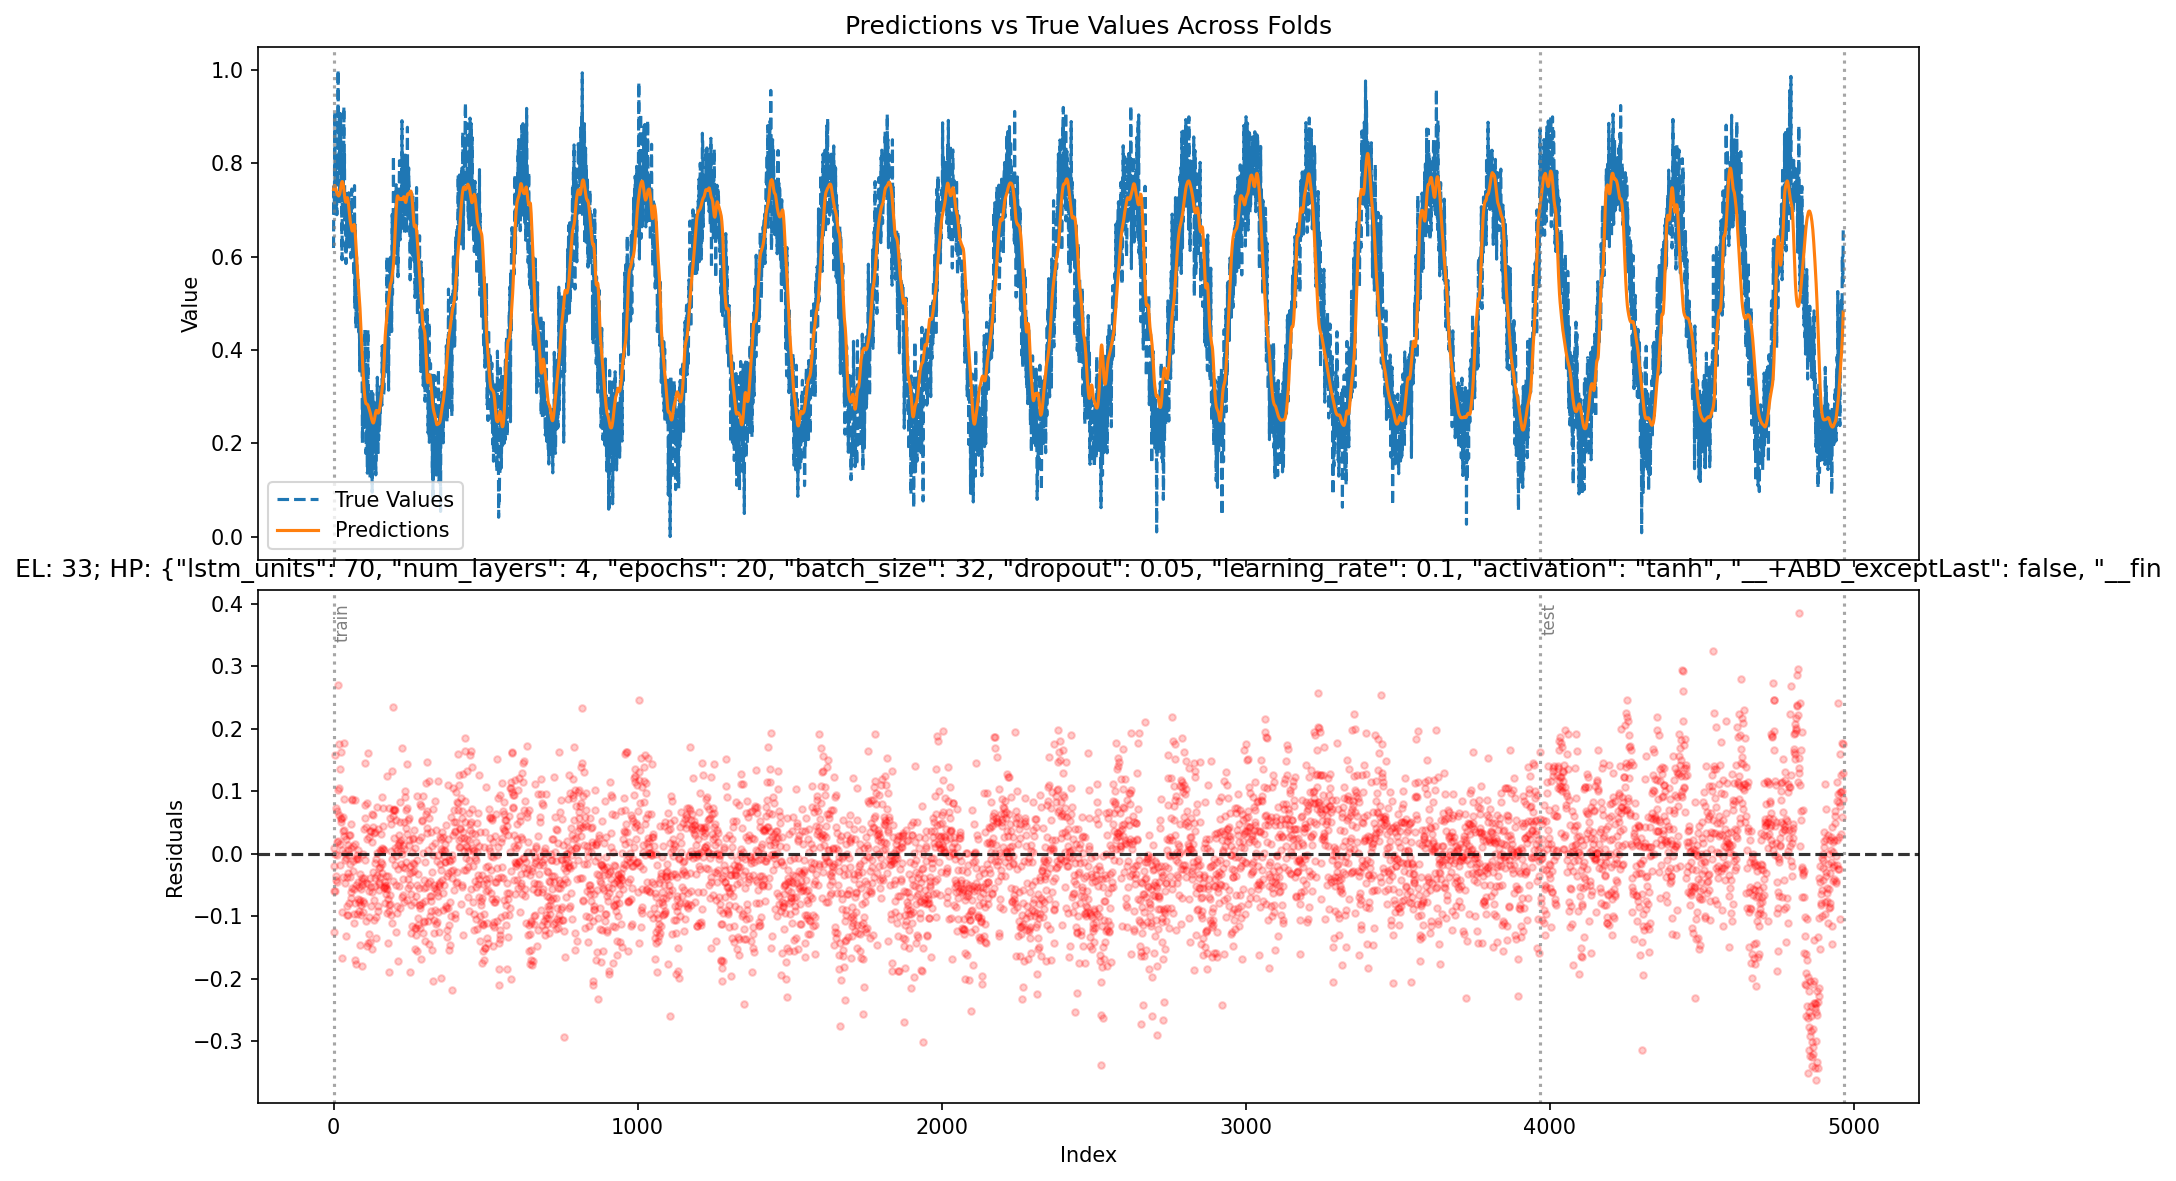 Predictions vs True Values Across Folds
1.0
0.8
0.6
0.4
0.2
0.0
Value
True Values
Predictions
EL: 33; HP: {"lstm_units": 70, "num_layers": 4, "epochs": 20, "batch_size": 32, "dropout": 0.05, "learning_rate": 0.1, "activation": "tanh", "__+ABD_exceptLast": false, "__fin
train
test
0.4
0.3
0.2
0.1
0.0
−0.1
−0.2
−0.3
Residuals
0
1000
2000
3000
4000
5000
Index